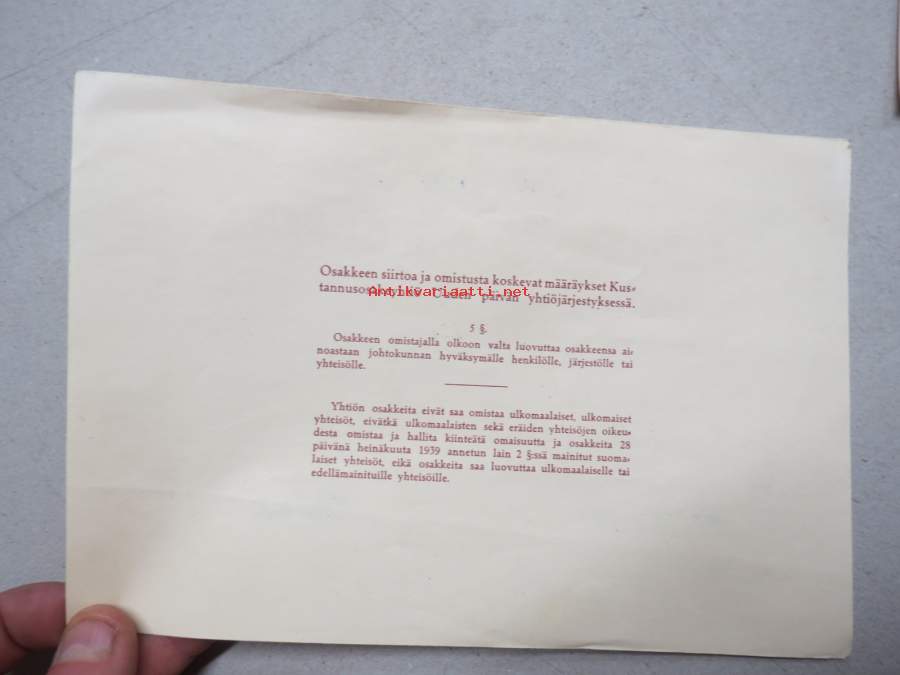 Osakkeen siirtoa ja omistusta koskevat määräykset Kus-
tannusosakeyhtiö Uuden päivän yhtiöjärjestyksessä.
Antikvariaatti.net
5 §.
Osakkeen omistajalla olkoon valta luovuttaa osakkeensa ai-
noastaan johtokunnan hyväksymälle henkilölle, järjestölle tai
yhteisölle.
Yhtiön osakkeita eivät saa omistaa ulkomaalaiset, ulkomaiset
yhteisöt, eivätkä ulkomaalaisten sekä eräiden yhteisöjen oikeu-
desta omistaa ja hallita kiinteätä omaisuutta ja osakkeita 28
päivänä heinäkuuta 1939 annetun lain 2 §:ssä mainitut suoma-
laiset yhteisöt, eikä osakkeita saa luovuttaa ulkomaalaiselle tai
edellämainituille yhteisöille.